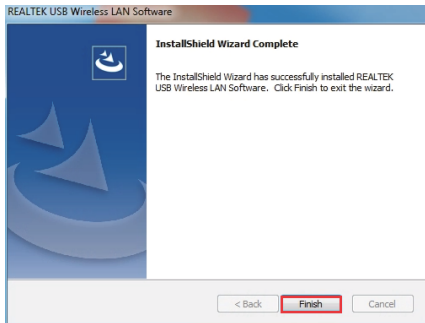 REALTEK USB Wireless LAN Software
InstallShield Wizard Complete
The InstallShield Wizard has successfully installed REALTEK
USB Wireless LAN Software. Click Finish to exit the wizard.
< Back
Finish
Cancel